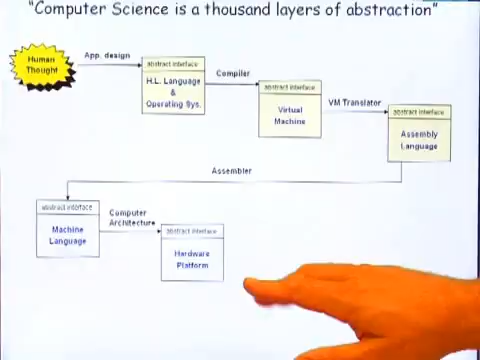 "Computer Science is a thousand layers of abstraction"
Human
Thought
App. design
abstract interface
H.L. Language
&
Operating Sys.
Compiler
abstract interface
Virtual
Machine
VM Translator
abstract interface
Assembly
Language
Assembler
abstract interface
Machine
Language
Computer
Architecture
abstract interface
Hardware
Platform